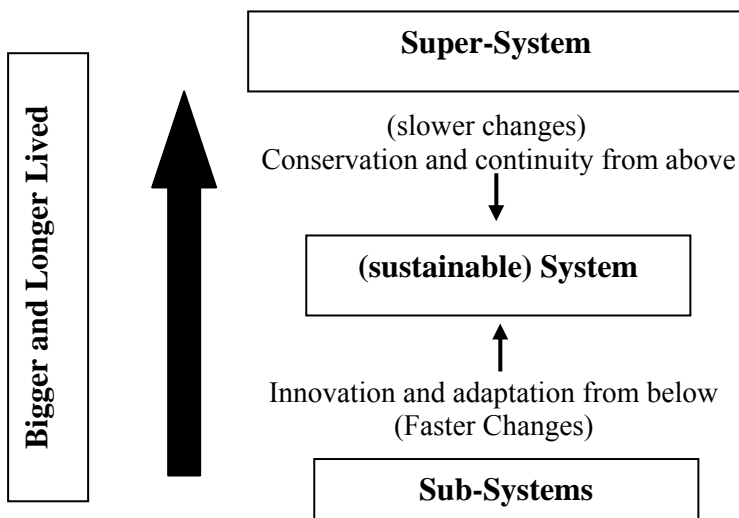 Bigger and Longer Lived
Super-System
(slower changes)
Conservation and continuity from above
(sustainable) System
Innovation and adaptation from below
(Faster Changes)
Sub-Systems